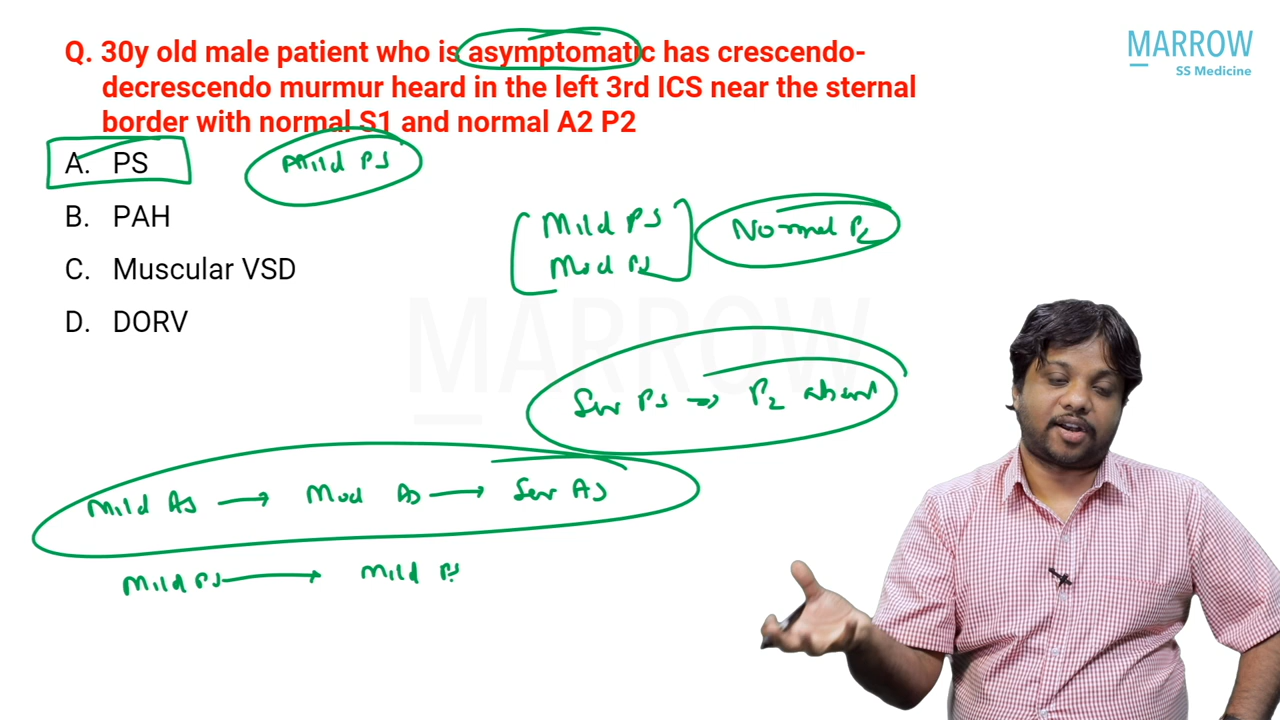 MARROW
SS Medicine
Q. 30y old male patient who is asymptomatic has crescendo-
decrescendo murmur heard in the left 3rd ICS near the sternal
border with normal S1 and normal A2 P2
A. PS
Mild PS
B. PAH
C. Muscular VSD
D. DORV
Mild PS
Mod PS
Normal P2
MARROW
Sev PS → P2 absent
Mild AS → Mod AS → Sev AS
Mild PS → Mild PS